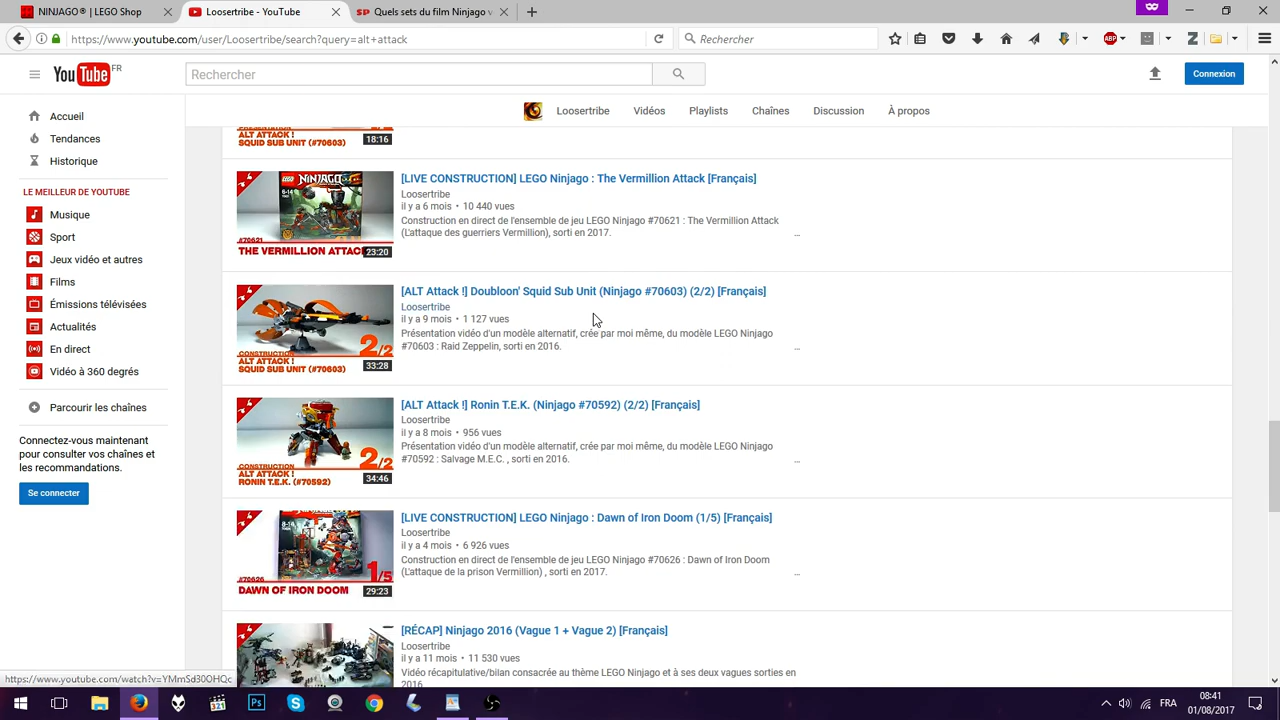 NINJAGO® | LEGO Shop
Loosertribe - YouTube
Quels sets du film Ninjago v
https://www.youtube.com/user/Loosertribe/search?query=alt+attack
Rechercher
YouTube FR
Rechercher
Connexion
Loosertribe Vidéos Playlists Chaînes Discussion À propos
Accueil
Tendances
Historique
LE MEILLEUR DE YOUTUBE
Musique
Sport
Jeux vidéo et autres
Films
Émissions télévisées
Actualités
En direct
Vidéo à 360 degrés
Parcourir les chaînes
Connectez-vous maintenant
pour consulter vos chaînes et
les recommandations.
Se connecter
ALT ATTACK !
SQUID SUB UNIT (#70603)
18:16
[LIVE CONSTRUCTION] LEGO Ninjago : The Vermillion Attack [Français]
Loosertribe
il y a 6 mois • 10 440 vues
Construction en direct de l'ensemble de jeu LEGO Ninjago #70621 : The Vermillion Attack
(L'attaque des guerriers Vermillion), sorti en 2017.
...
LEGO NINJAGO
#70621
THE VERMILLION ATTAC
23:20
[ALT Attack !] Doubloon' Squid Sub Unit (Ninjago #70603) (2/2) [Français]
Loosertribe
il y a 9 mois • 1 127 vues
Présentation vidéo d'un modèle alternatif, crée par moi même, du modèle LEGO Ninjago
#70603 : Raid Zeppelin, sorti en 2016.
...
CONSTRUCTION
ALT ATTACK !
SQUID SUB UNIT (#70603)
2/2
33:28
[ALT Attack !] Ronin T.E.K. (Ninjago #70592) (2/2) [Français]
Loosertribe
il y a 8 mois • 956 vues
Présentation vidéo d'un modèle alternatif, crée par moi même, du modèle LEGO Ninjago
#70592 : Salvage M.E.C. , sorti en 2016.
...
CONSTRUCTION
ALT ATTACK !
RONIN T.E.K. (#70592)
2/2
34:46
[LIVE CONSTRUCTION] LEGO Ninjago : Dawn of Iron Doom (1/5) [Français]
Loosertribe
il y a 4 mois • 6 926 vues
Construction en direct de l'ensemble de jeu LEGO Ninjago #70626 : Dawn of Iron Doom
(L'attaque de la prison Vermillion) , sorti en 2017.
...
#70626
DAWN OF IRON DOOM
1/5
29:23
[RÉCAP] Ninjago 2016 (Vague 1 + Vague 2) [Français]
Loosertribe
il y a 11 mois • 11 530 vues
Vidéo récapitulative/bilan consacrée au thème LEGO Ninjago et à ses deux vagues sorties en
2016
FRA
08:41
01/08/2017